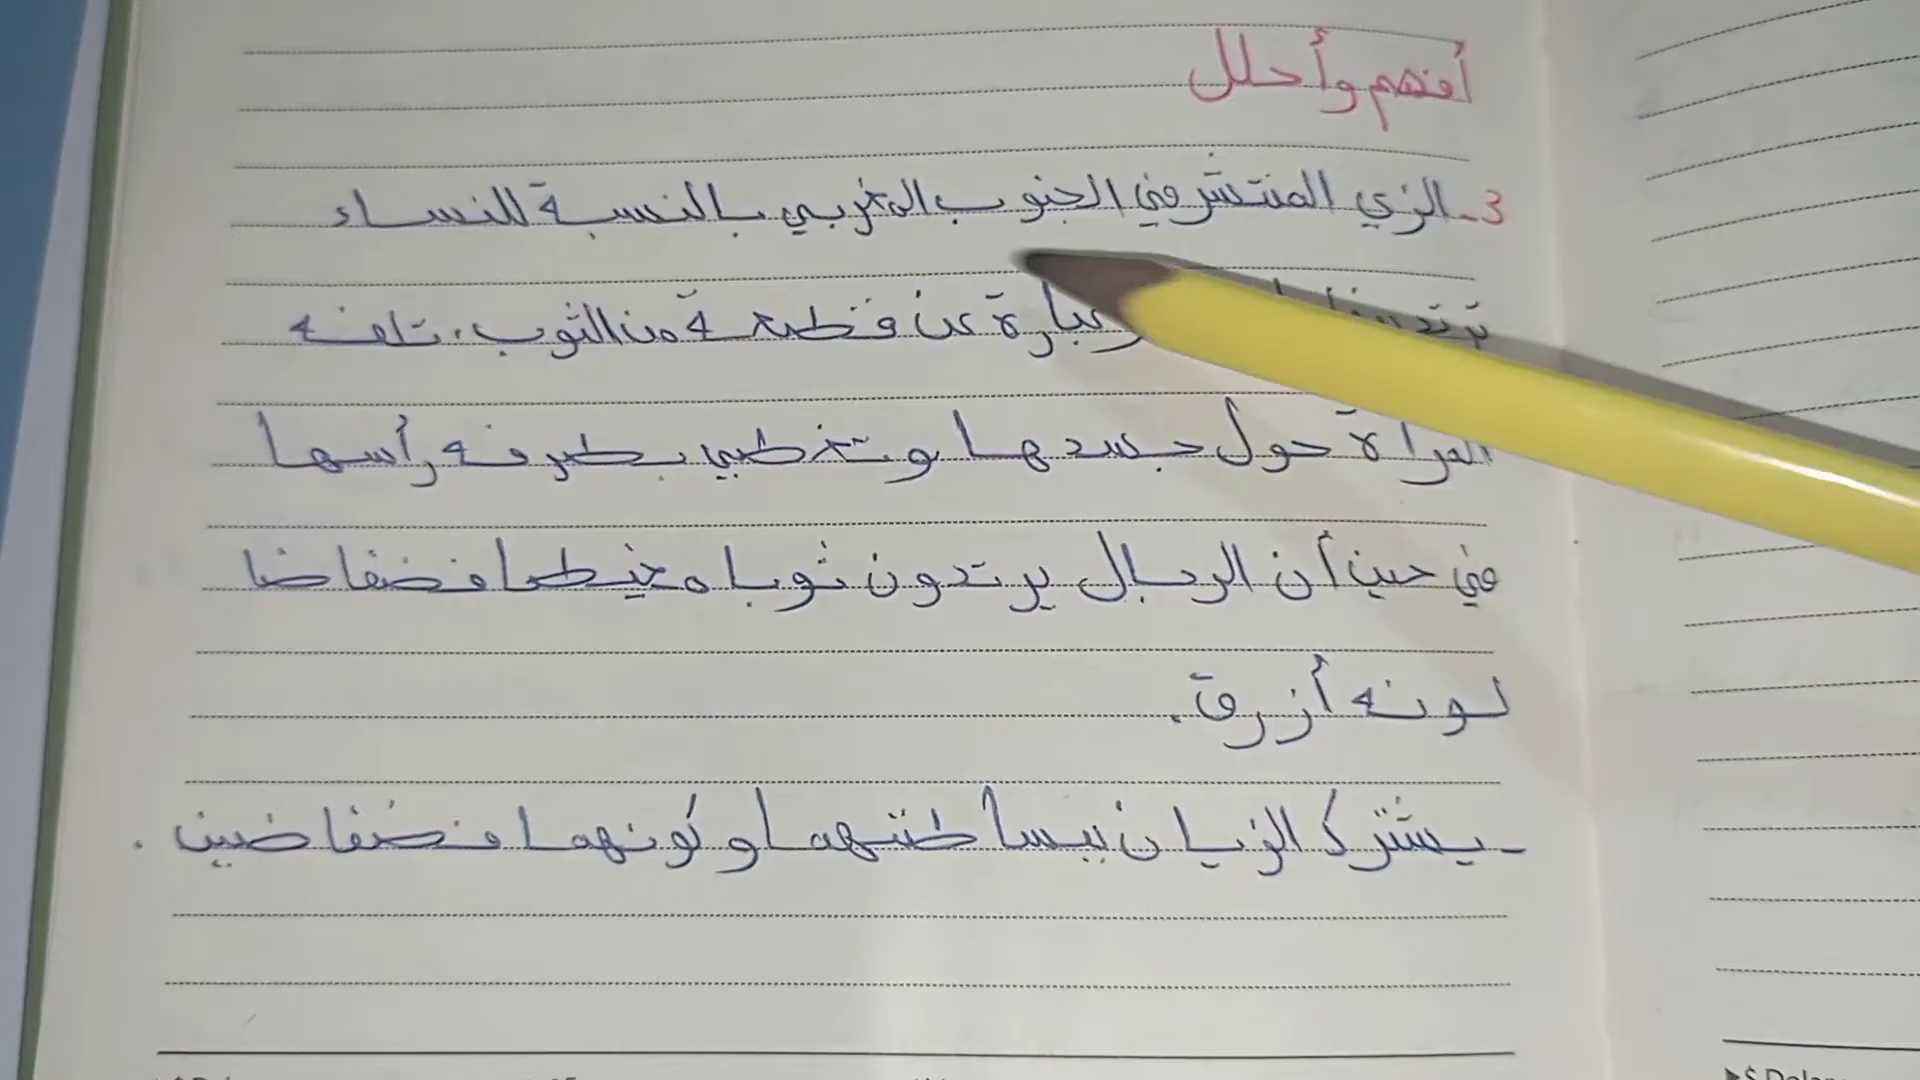 أفهم وأحلل
3- الزي المنتشر في الجنوب المغربي بالنسبة للنساء
عبارة عن قطعة من الثوب، تلفه
المرأة حول جسدها وتغطي بطرفه رأسها
في حين أن الرجال يرتدون ثوبا مخيطا فضفاضا
لونه أزرق.
- يشترك الزيان ببساطتهما وكونهما فضفاضين.